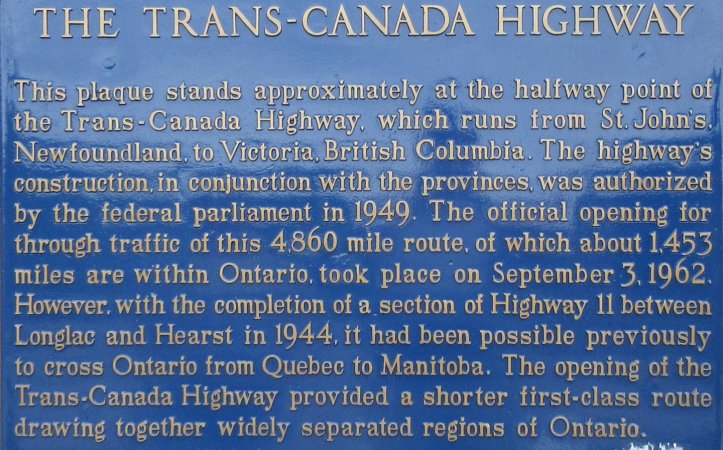 THE TRANS-CANADA HIGHWAY
This plaque stands approximately at the halfway point of
the Trans-Canada Highway, which runs from St. John's,
Newfoundland, to Victoria, British Columbia. The highway's
construction, in conjunction with the provinces, was authorized
by the federal parliament in 1949. The official opening for
through traffic of this 4,860 mile route, of which about 1,453
miles are within Ontario, took place on September 3, 1962.
However, with the completion of a section of Highway 11 between
Longlac and Hearst in 1944, it had been possible previously
to cross Ontario from Quebec to Manitoba. The opening of the
Trans-Canada Highway provided a shorter first-class route
drawing together widely separated regions of Ontario.